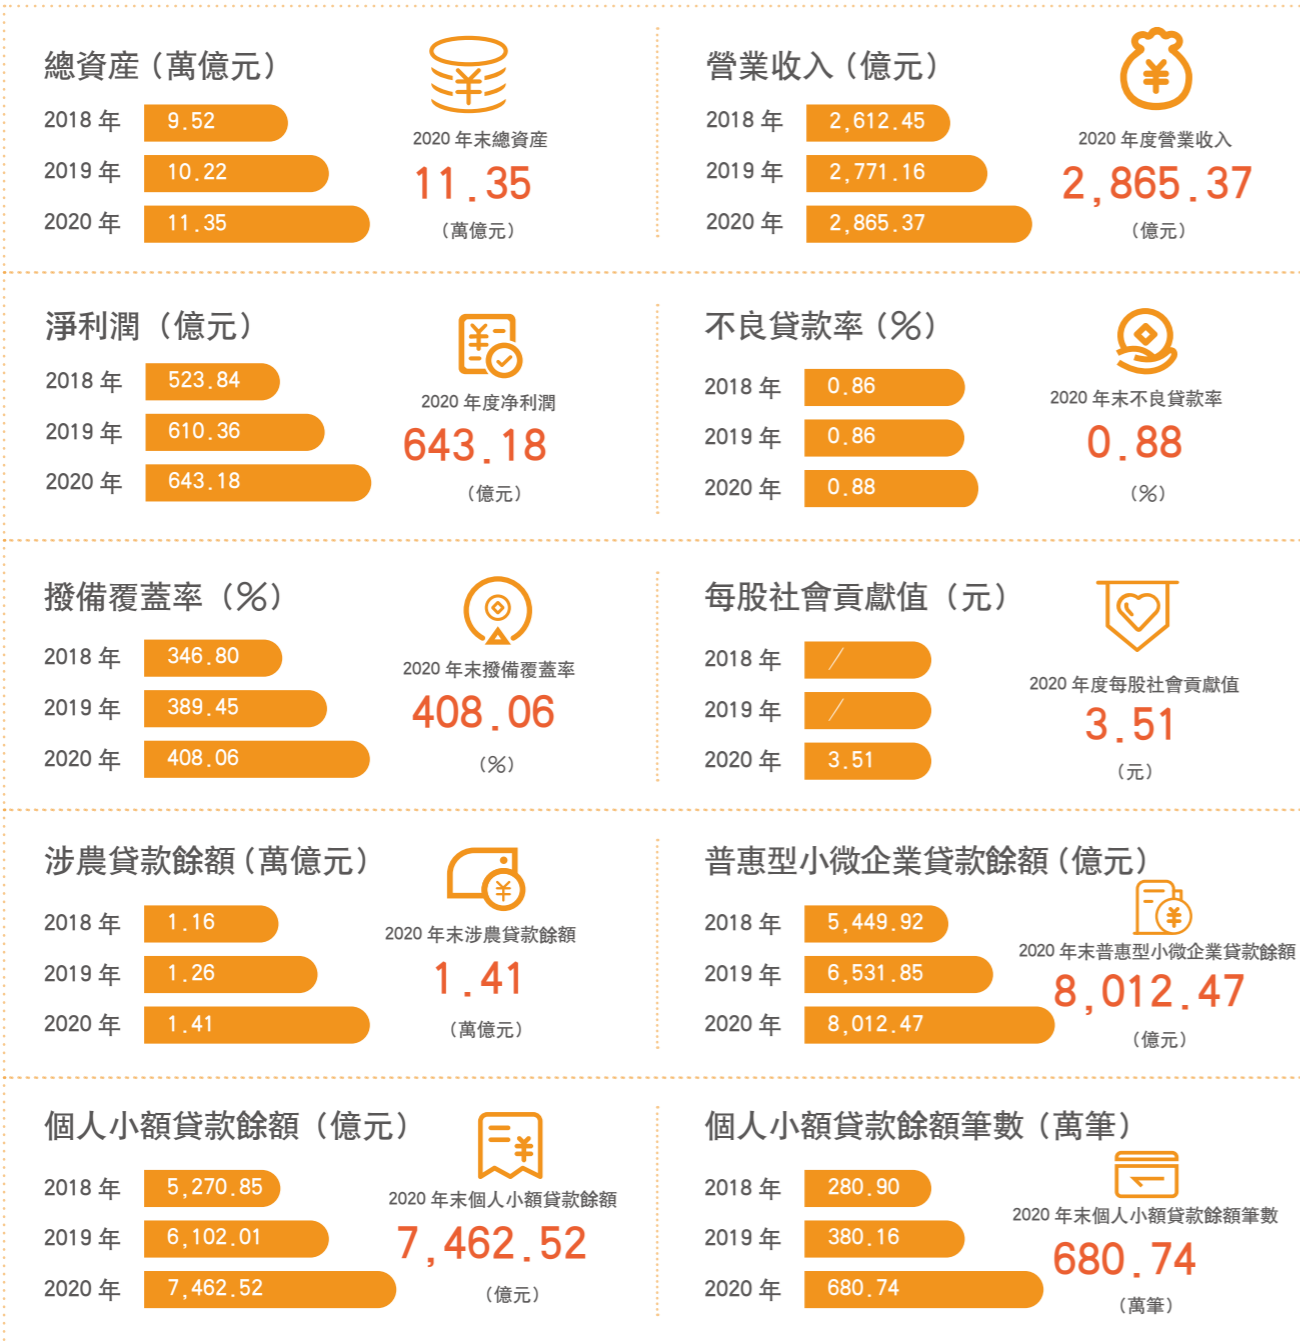 總資産（萬億元）
2018 年 9.52
2019 年 10.22
2020 年 11.35
2020 年末總資産
11.35
（萬億元）
營業收入（億元）
2018 年 2,612.45
2019 年 2,771.16
2020 年 2,865.37
2020 年度營業收入
2,865.37
（億元）
淨利潤（億元）
2018 年 523.84
2019 年 610.36
2020 年 643.18
2020 年度净利潤
643.18
（億元）
不良貸款率（%）
2018 年 0.86
2019 年 0.86
2020 年 0.88
2020 年末不良貸款率
0.88
（%）
撥備覆蓋率（%）
2018 年 346.80
2019 年 389.45
2020 年 408.06
2020 年末撥備覆蓋率
408.06
（%）
每股社會貢獻值（元）
2018 年 /
2019 年 /
2020 年 3.51
2020 年度每股社會貢獻值
3.51
（元）
涉農貸款餘額（萬億元）
2018 年 1.16
2019 年 1.26
2020 年 1.41
2020 年末涉農貸款餘額
1.41
（萬億元）
普惠型小微企業貸款餘額（億元）
2018 年 5,449.92
2019 年 6,531.85
2020 年 8,012.47
2020 年末普惠型小微企業貸款餘額
8,012.47
（億元）
個人小額貸款餘額（億元）
2018 年 5,270.85
2019 年 6,102.01
2020 年 7,462.52
2020 年末個人小額貸款餘額
7,462.52
（億元）
個人小額貸款餘額筆數（萬筆）
2018 年 280.90
2019 年 380.16
2020 年 680.74
2020 年末個人小額貸款餘額筆數
680.74
（萬筆）